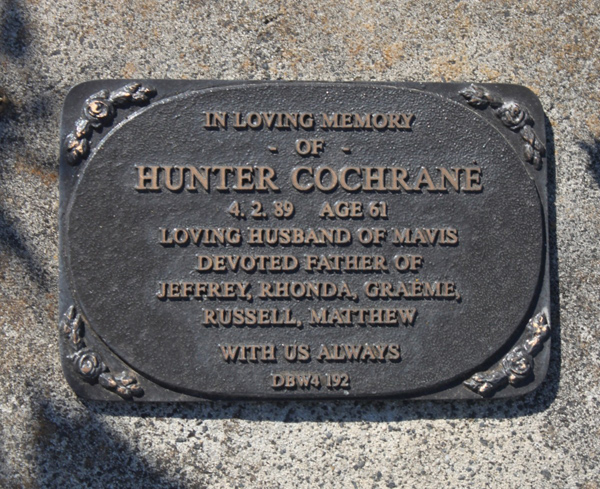 IN LOVING MEMORY
- OF -
HUNTER COCHRANE
4. 2. 89 AGE 61
LOVING HUSBAND OF MAVIS
DEVOTED FATHER OF
JEFFREY, RHONDA, GRAEME,
RUSSELL, MATTHEW
WITH US ALWAYS
DBW4 192